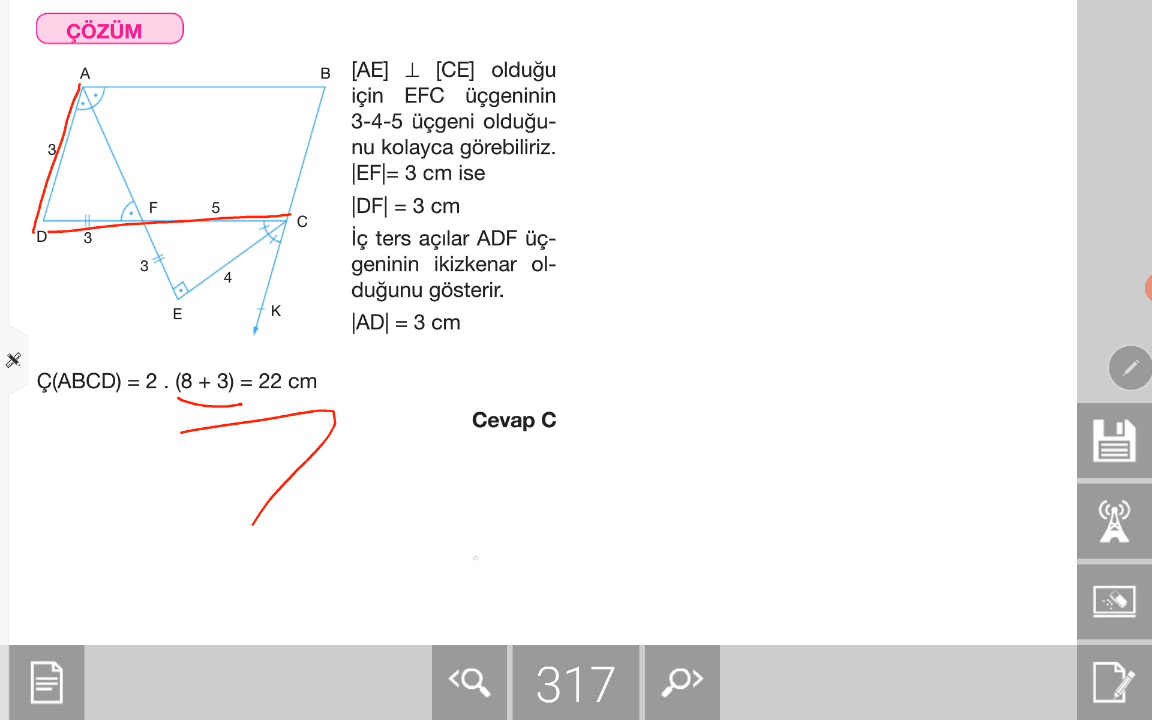 ÇÖZÜM
A
B
3
F
5
C
D
3
3
4
E
K
[AE] ⊥ [CE] olduğu
için EFC üçgeninin
3-4-5 üçgeni olduğu-
nu kolayca görebiliriz.
|EF|= 3 cm ise
|DF| = 3 cm
İç ters açılar ADF üç-
geninin ikizkenar ol-
duğunu gösterir.
|AD| = 3 cm
Ç(ABCD) = 2 . (8 + 3) = 22 cm
Cevap C
317